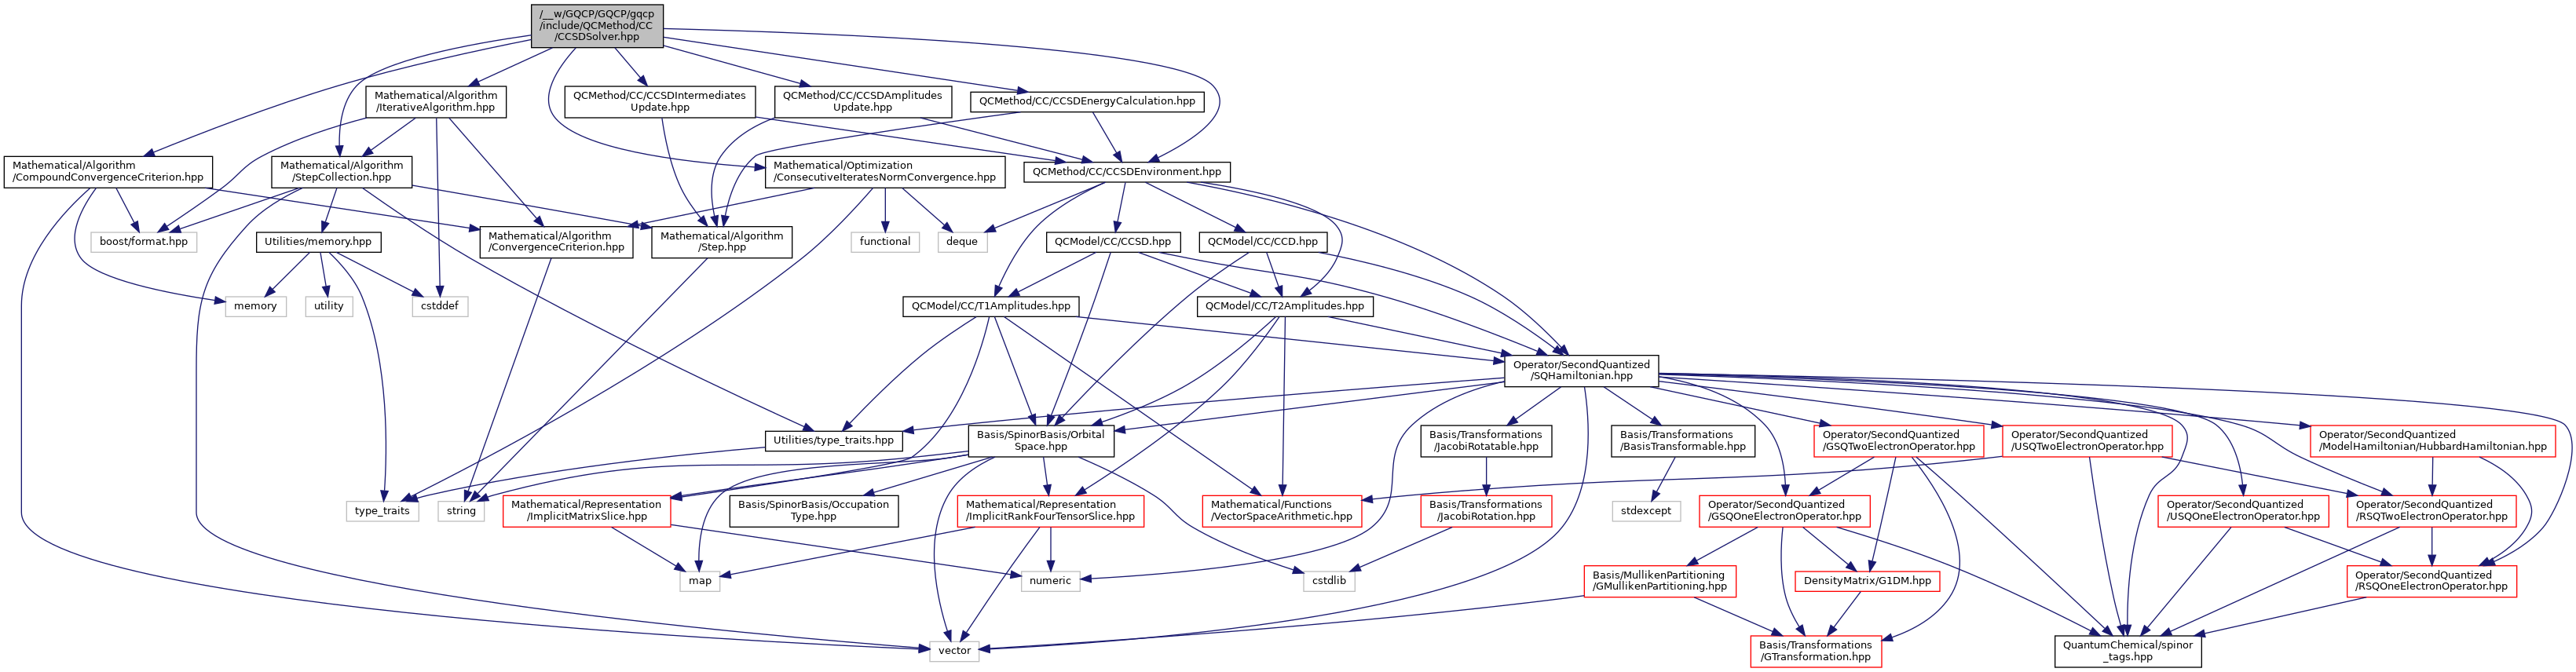 /__w/GQCP/GQCP/gqcp
/include/QCMethod/CC
/CCSDSolver.hpp
Mathematical/Algorithm
/IterativeAlgorithm.hpp
QCMethod/CC/CCSDIntermediates
Update.hpp
QCMethod/CC/CCSDAmplitudes
Update.hpp
QCMethod/CC/CCSDEnergyCalculation.hpp
Mathematical/Algorithm
/CompoundConvergenceCriterion.hpp
Mathematical/Algorithm
/StepCollection.hpp
Mathematical/Optimization
/ConsecutiveIteratesNormConvergence.hpp
QCMethod/CC/CCSDEnvironment.hpp
boost/format.hpp
Utilities/memory.hpp
Mathematical/Algorithm
/ConvergenceCriterion.hpp
Mathematical/Algorithm
/Step.hpp
functional
deque
QCModel/CC/CCSD.hpp
QCModel/CC/CCD.hpp
memory
utility
cstddef
QCModel/CC/T1Amplitudes.hpp
QCModel/CC/T2Amplitudes.hpp
Operator/SecondQuantized
/SQHamiltonian.hpp
Utilities/type_traits.hpp
Basis/SpinorBasis/Orbital
Space.hpp
Basis/Transformations
/JacobiRotatable.hpp
Basis/Transformations
/BasisTransformable.hpp
Operator/SecondQuantized
/GSQTwoElectronOperator.hpp
Operator/SecondQuantized
/USQTwoElectronOperator.hpp
Operator/SecondQuantized
/ModelHamiltonian/HubbardHamiltonian.hpp
type_traits
string
Mathematical/Representation
/ImplicitMatrixSlice.hpp
Basis/SpinorBasis/Occupation
Type.hpp
Mathematical/Representation
/ImplicitRankFourTensorSlice.hpp
Mathematical/Functions
/VectorSpaceArithmetic.hpp
Basis/Transformations
/JacobiRotation.hpp
stdexcept
Operator/SecondQuantized
/GSQOneElectronOperator.hpp
Operator/SecondQuantized
/USQOneElectronOperator.hpp
Operator/SecondQuantized
/RSQTwoElectronOperator.hpp
map
numeric
cstdlib
Basis/MullikenPartitioning
/GMullikenPartitioning.hpp
DensityMatrix/G1DM.hpp
Operator/SecondQuantized
/RSQOneElectronOperator.hpp
vector
Basis/Transformations
/GTransformation.hpp
QuantumChemical/spinor
_tags.hpp